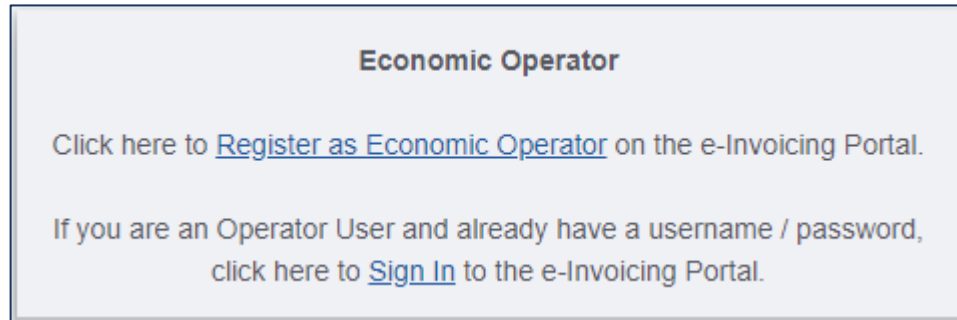 Economic Operator
Click here to Register as Economic Operator on the e-Invoicing Portal.
If you are an Operator User and already have a username / password,
click here to Sign In to the e-Invoicing Portal.